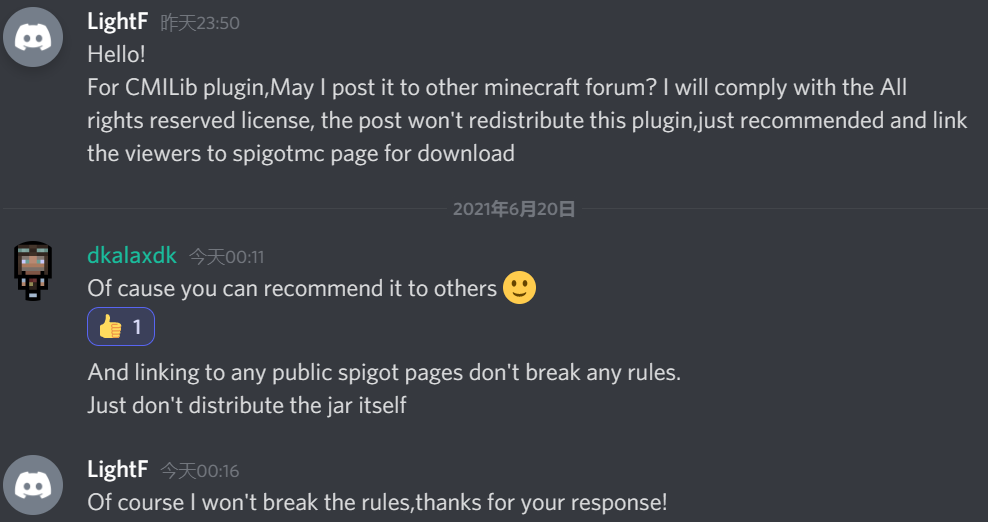 LightF 昨天23:50
Hello!
For CMILib plugin,May I post it to other minecraft forum? I will comply with the All
rights reserved license, the post won't redistribute this plugin,just recommended and link
the viewers to spigotmc page for download
2021年6月20日
dkalaxdk 今天00:11
Of cause you can recommend it to others 🙂
👍 1
And linking to any public spigot pages don't break any rules.
Just don't distribute the jar itself
LightF 今天00:16
Of course I won't break the rules,thanks for your response!